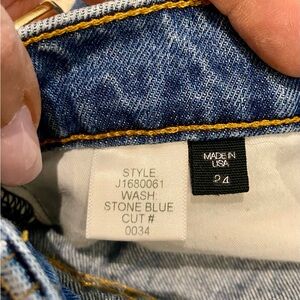 STYLE
J1680061
WASH
STONE BLUE
CUT #
0034
MADE IN
USA
24